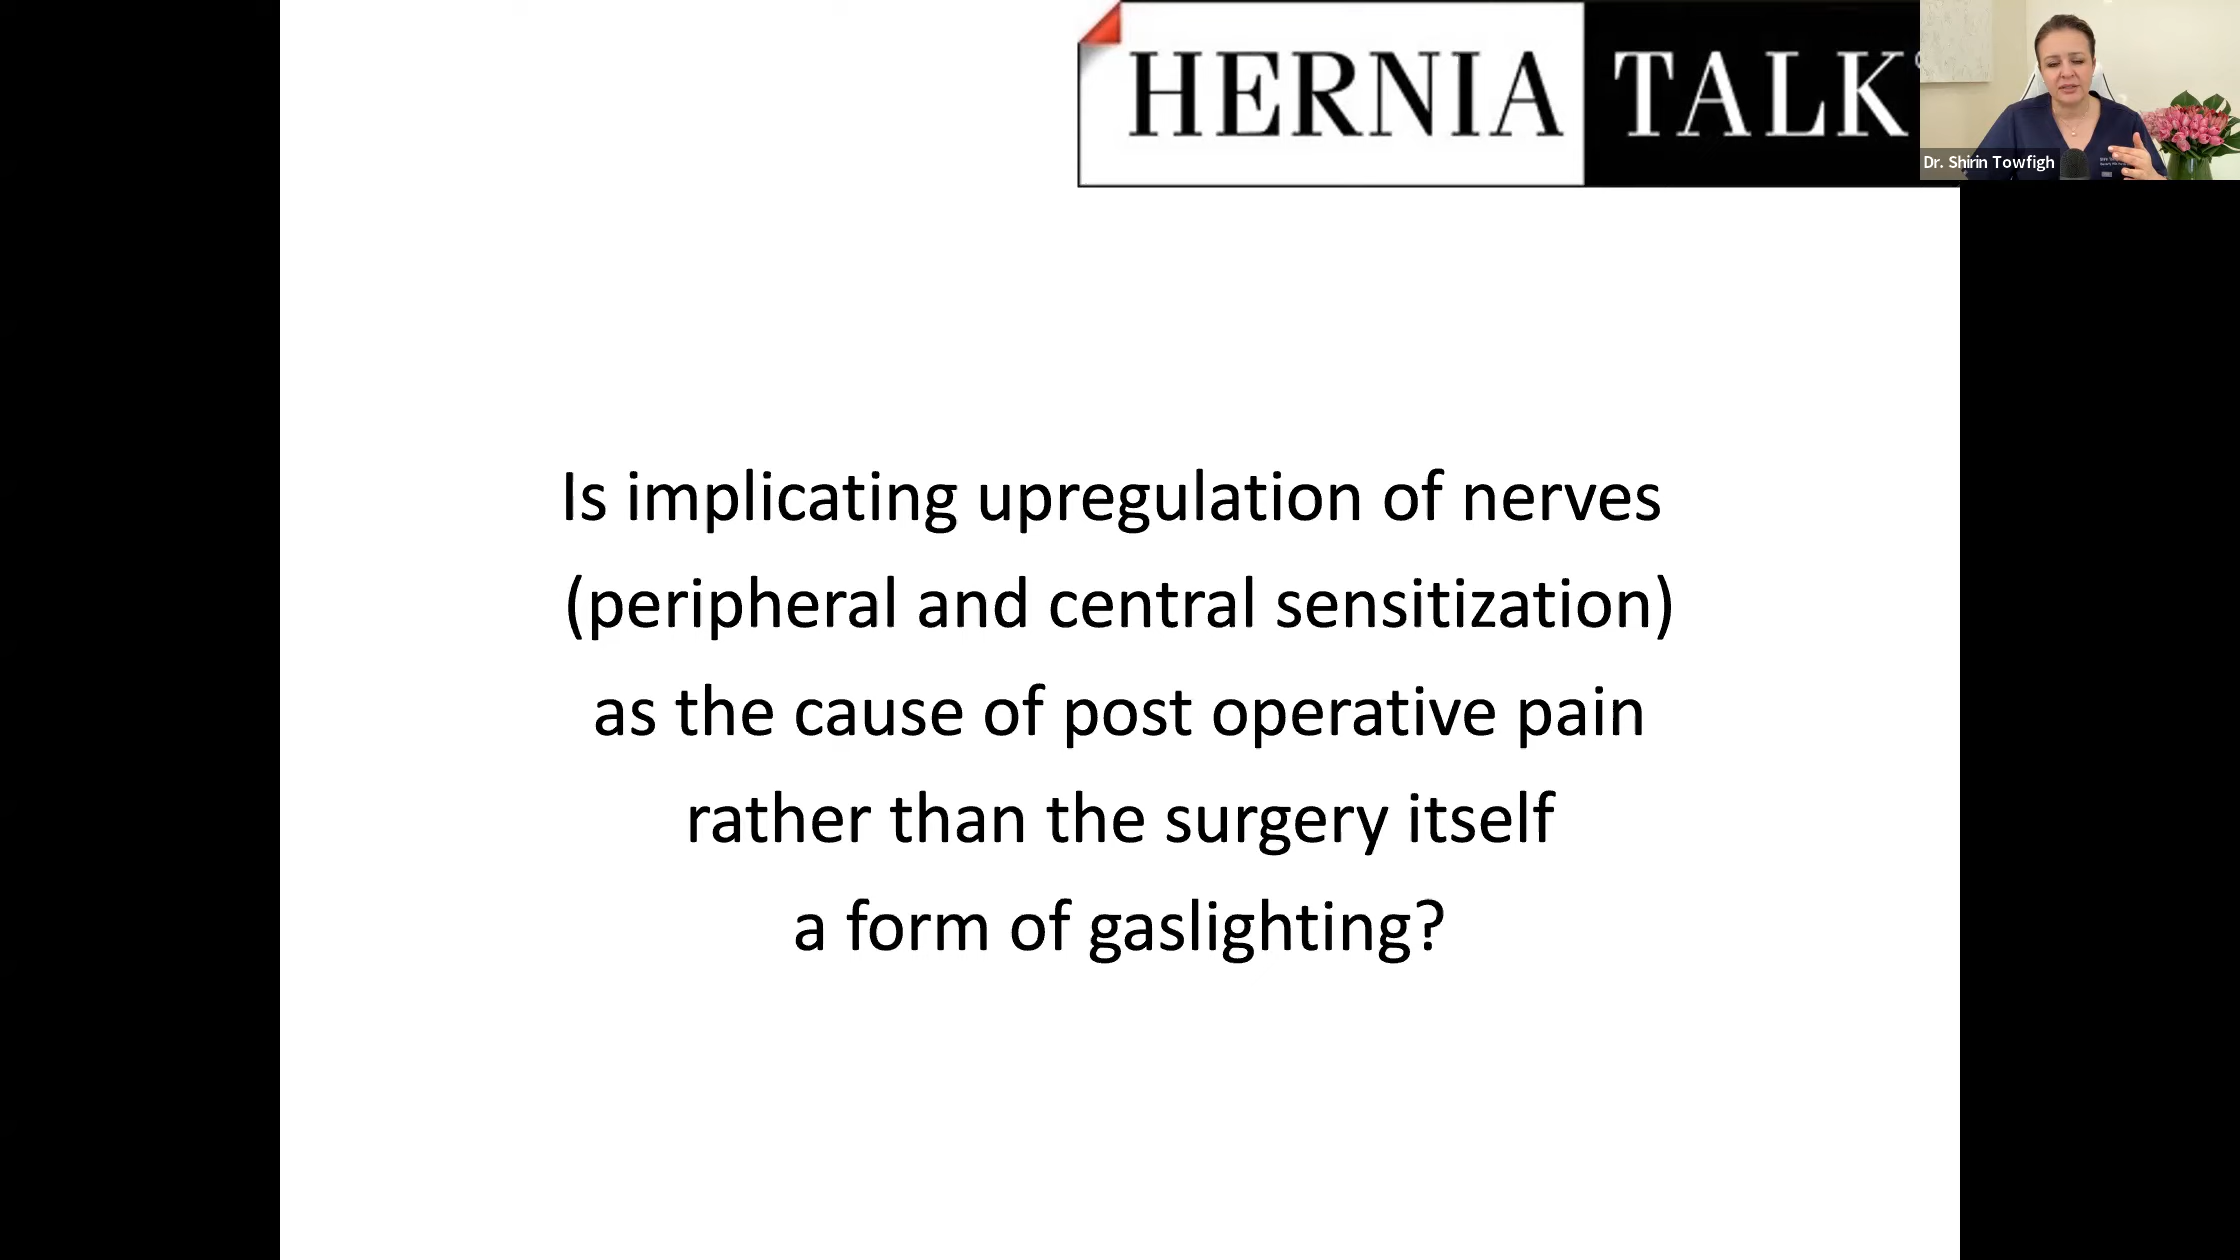 HERNIA TALK
Dr. Shirin Towfigh
Is implicating upregulation of nerves
(peripheral and central sensitization)
as the cause of post operative pain
rather than the surgery itself
a form of gaslighting?